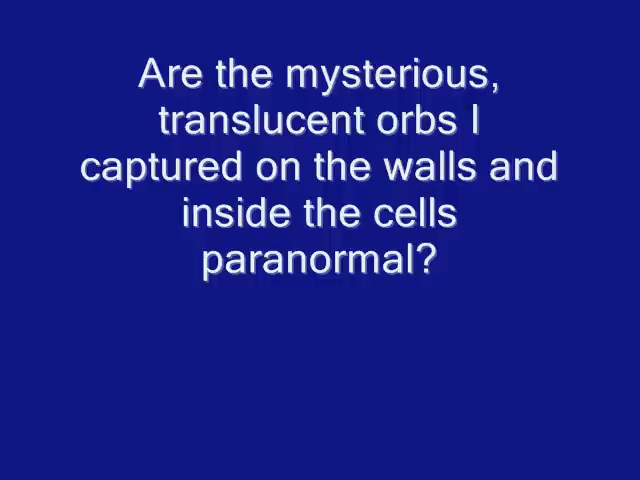 Are the mysterious,
translucent orbs I
captured on the walls and
inside the cells
paranormal?